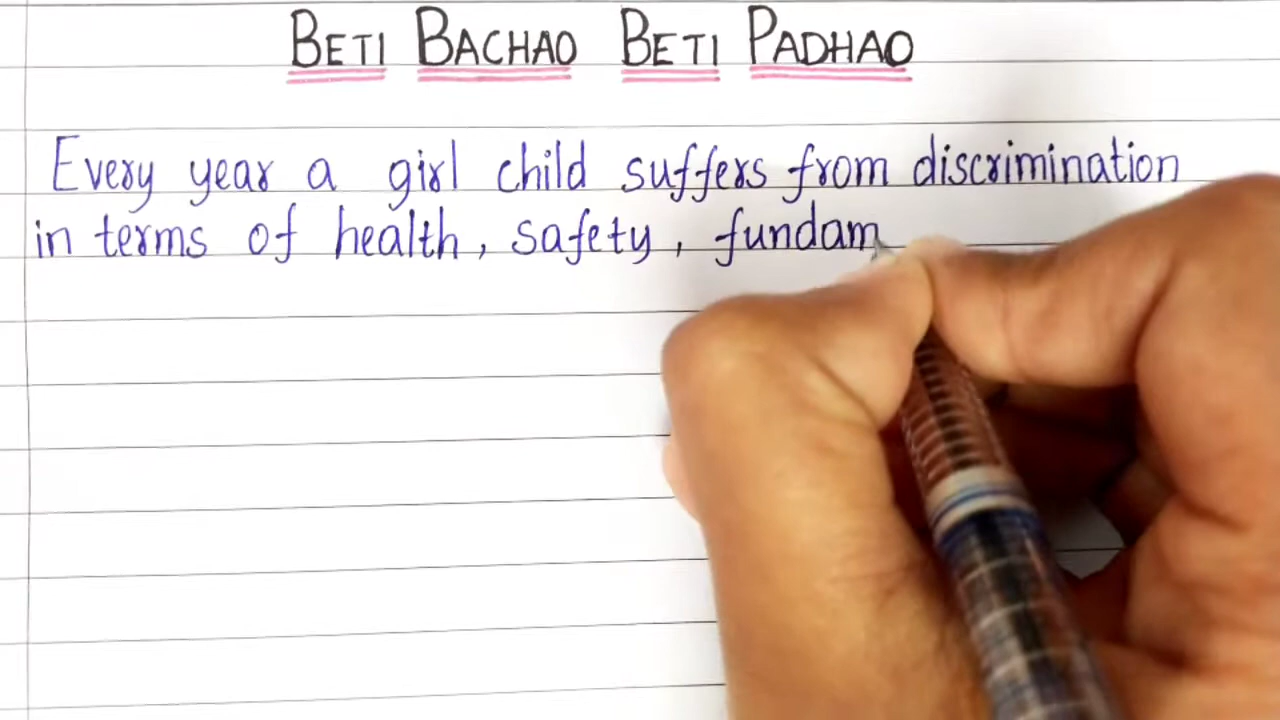 BETI BACHAO BETI PADHAO
Every year a girl child suffers from discrimination
in terms of health, safety, fundam